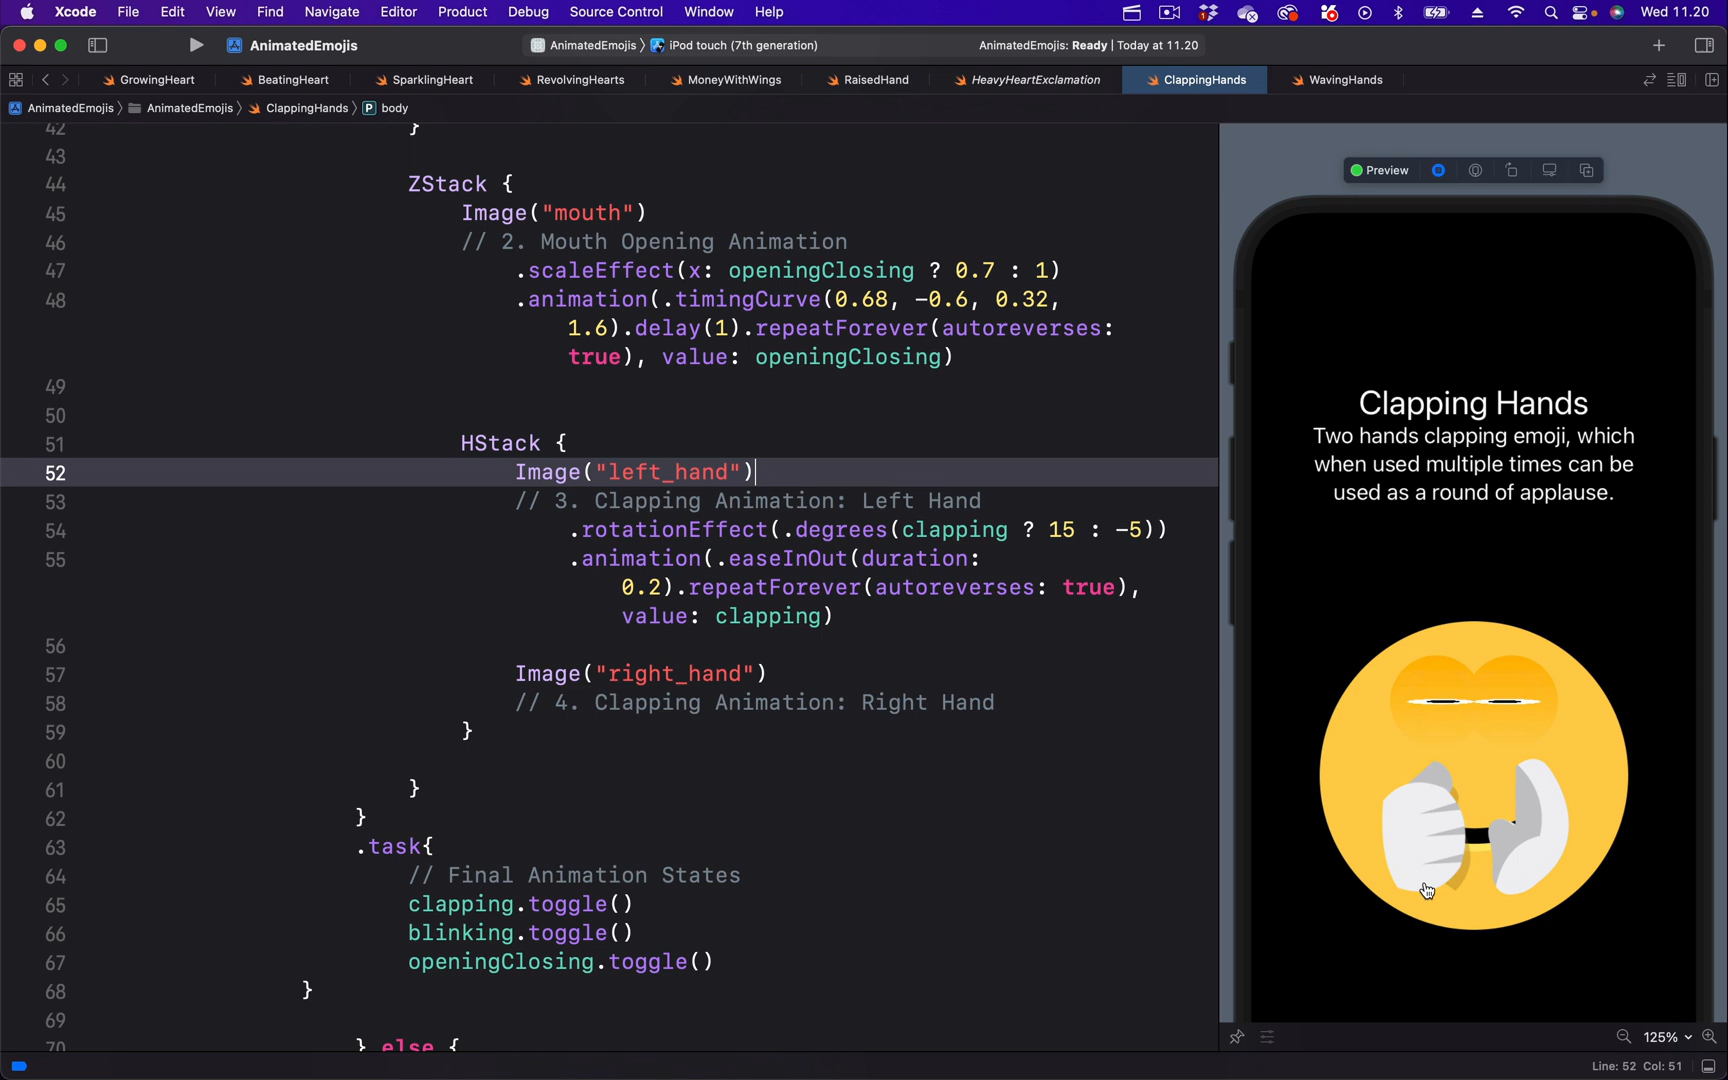 Xcode File Edit View Find Navigate Editor Product Debug Source Control Window Help Wed 11.20
AnimatedEmojis AnimatedEmojis iPod touch (7th generation) AnimatedEmojis: Ready | Today at 11.20
GrowingHeart BeatingHeart SparklingHeart RevolvingHearts MoneyWithWings RaisedHand HeavyHeartExclamation ClappingHands WavingHands
AnimatedEmojis AnimatedEmojis ClappingHands P body
42 }
43
44 ZStack {
45 Image("mouth")
46 // 2. Mouth Opening Animation
47 .scaleEffect(x: openingClosing ? 0.7 : 1)
48 .animation(.timingCurve(0.68, -0.6, 0.32,
1.6).delay(1).repeatForever(autoreverses:
true), value: openingClosing)
49
50
51 HStack {
52 Image("left_hand")
53 // 3. Clapping Animation: Left Hand
54 .rotationEffect(.degrees(clapping ? 15 : -5))
55 .animation(.easeInOut(duration:
0.2).repeatForever(autoreverses: true),
value: clapping)
56
57 Image("right_hand")
58 // 4. Clapping Animation: Right Hand
59 }
60
61 }
62 }
63 .task{
64 // Final Animation States
65 clapping.toggle()
66 blinking.toggle()
67 openingClosing.toggle()
68 }
69
70 } else {
Preview
Clapping Hands
Two hands clapping emoji, which
when used multiple times can be
used as a round of applause.
125%
Line: 52 Col: 51